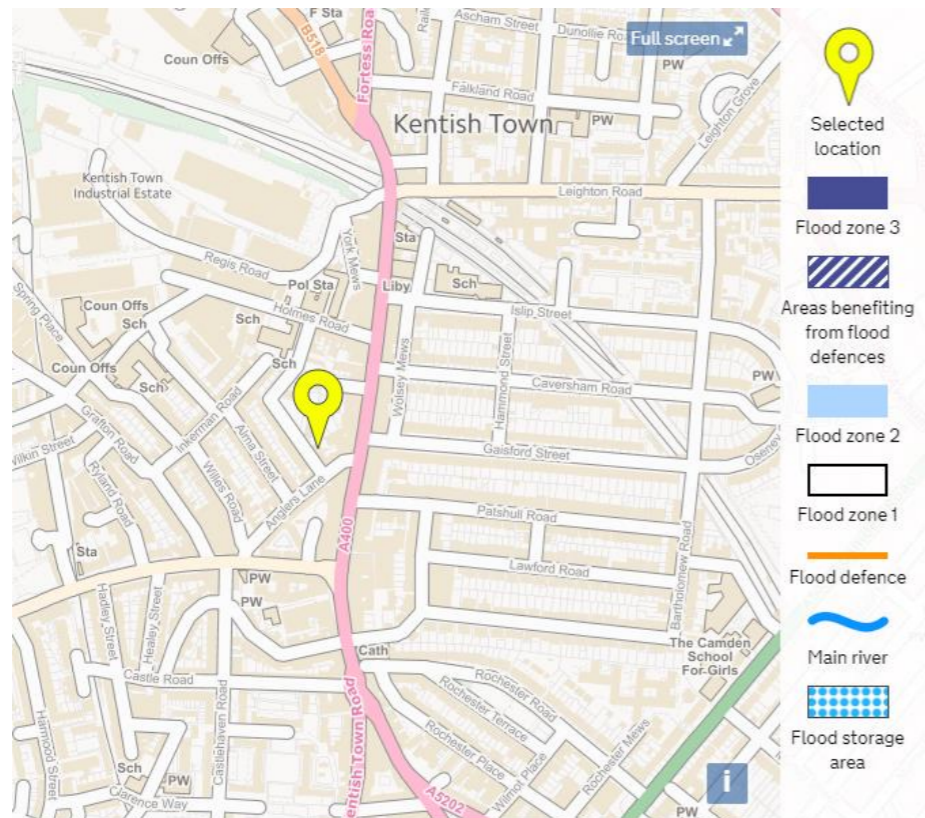 F Sta
Coun Offs
B518
Fortess Roa
Ascham Street
Dunollie Ro
Full screen
PW
Falkland Road
PW
Kentish Town
Leighton Grove
Kentish Town
Industrial Estate
Leighton Road
York Mews
Sta
Regis Road
Pol Sta
Liby
Sch
Spring Place
Coun Offs
Sch
Sch
Holmes Road
Islip Street
Wolsey Mews
Hammond Street
Coun Offs
Sch
Sch
Caversham Road
PW
Grafton Road
Inkerman Road
Alma Street
Wilkin Street
Gaisford Street
Oseney
Ryland Road
Willes Road
Anglers Lane
Patshull Road
A400
Sta
Lawford Road
Bartholomew Road
PW
PW
Hadley Street
Healey Street
The Camden
School
For Girls
Cath
Castle Road
Rochester Road
Rochester Terrace
Kentish Town Road
Harmood Street
Castlehaven Road
Rochester Place
Wilmot Place
Rochester Mews
Sch
PW
Clarence Way
A5202
PW
i
Selected
location
Flood zone 3
Areas benefiting
from flood
defences
Flood zone 2
Flood zone 1
Flood defence
Main river
Flood storage
area